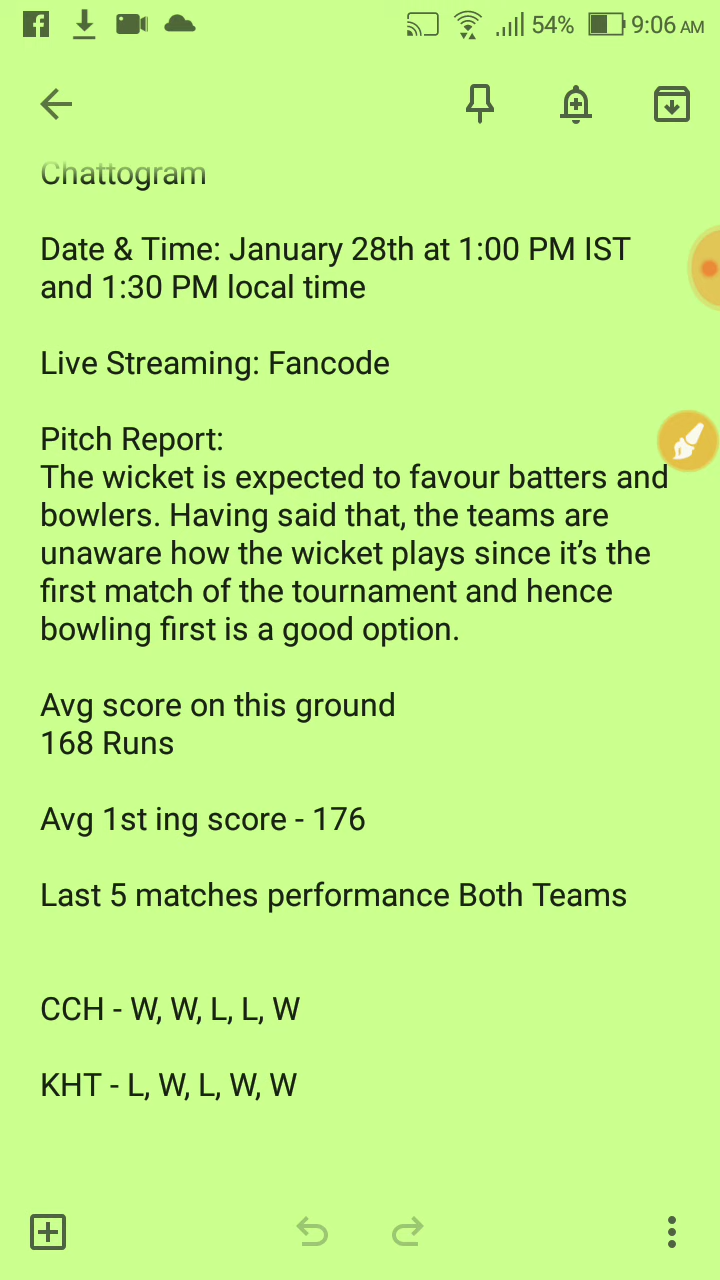 54% 9:06 AM
Chattogram
Date & Time: January 28th at 1:00 PM IST
and 1:30 PM local time
Live Streaming: Fancode
Pitch Report:
The wicket is expected to favour batters and
bowlers. Having said that, the teams are
unaware how the wicket plays since it’s the
first match of the tournament and hence
bowling first is a good option.
Avg score on this ground
168 Runs
Avg 1st ing score - 176
Last 5 matches performance Both Teams
CCH - W, W, L, L, W
KHT - L, W, L, W, W